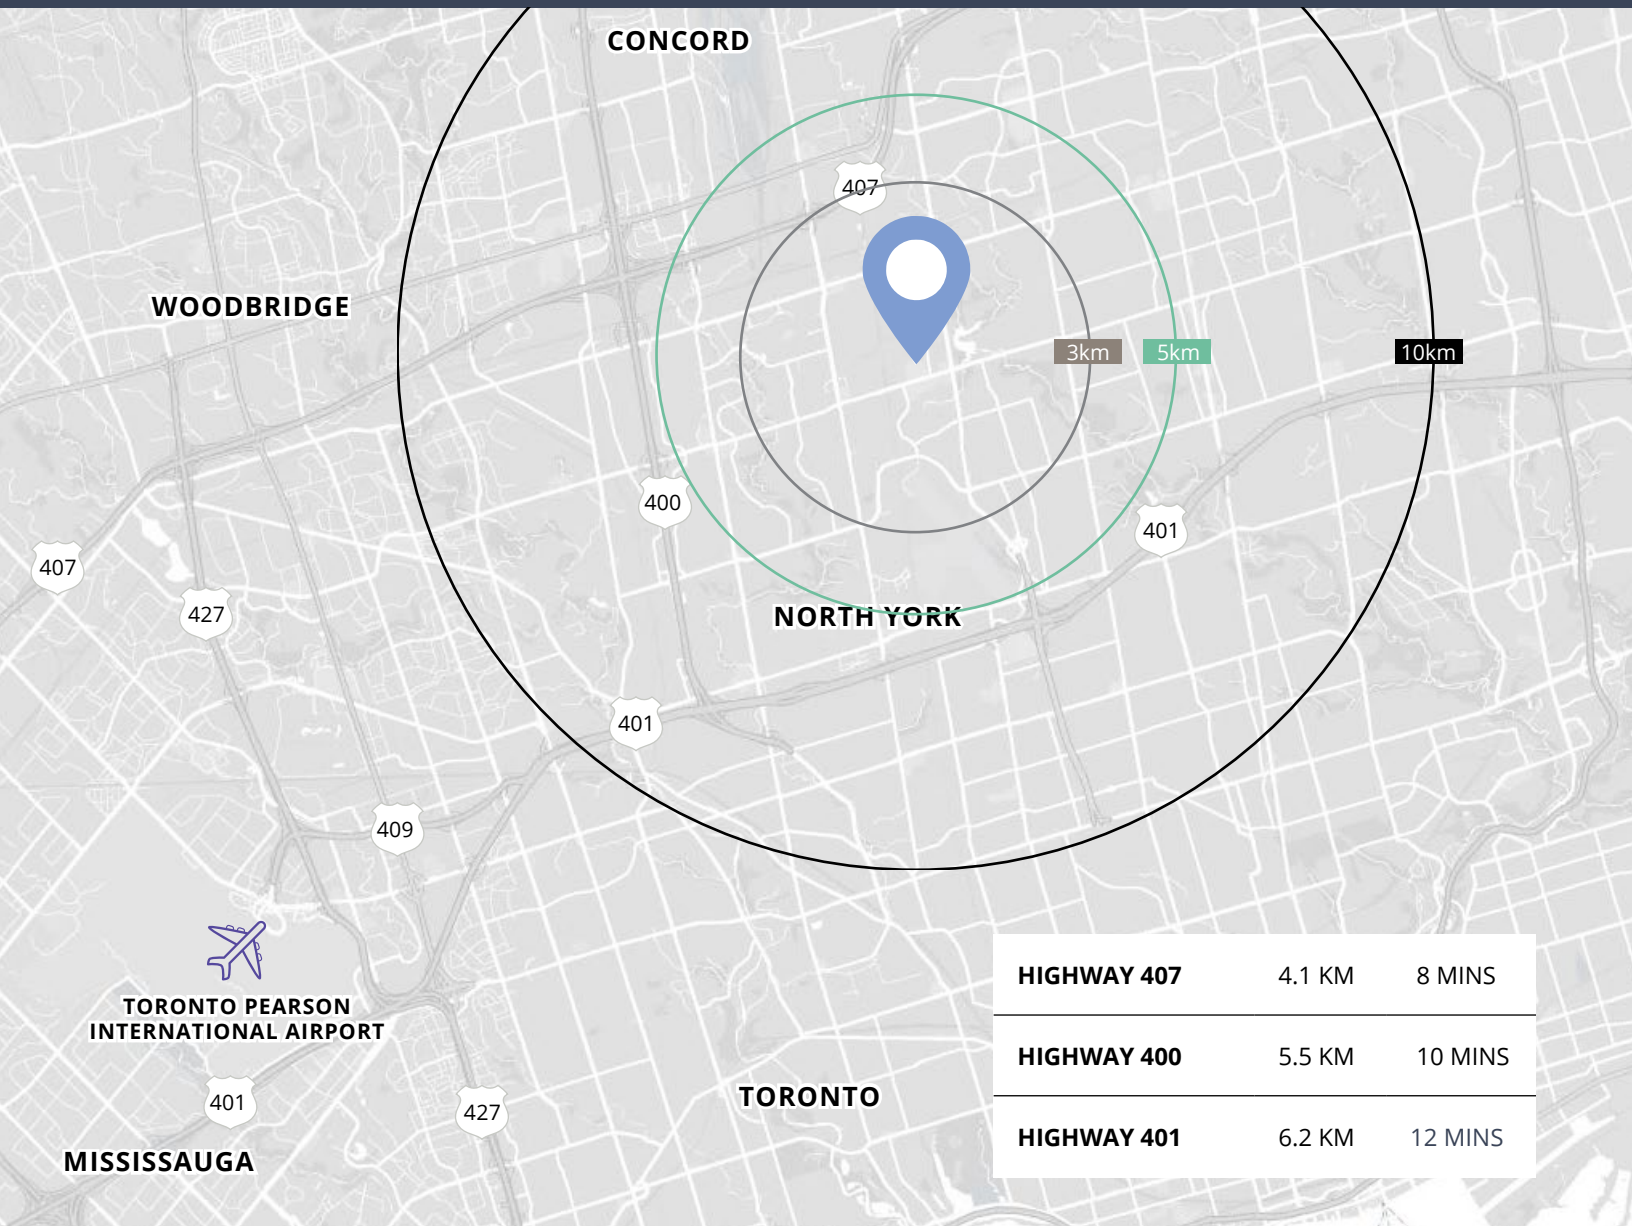 CONCORD
407
WOODBRIDGE
3km
5km
10km
400
401
407
427
NORTH YORK
401
409
TORONTO PEARSON
INTERNATIONAL AIRPORT
401
427
TORONTO
MISSISSAUGA
HIGHWAY 407 4.1 KM 8 MINS
HIGHWAY 400 5.5 KM 10 MINS
HIGHWAY 401 6.2 KM 12 MINS